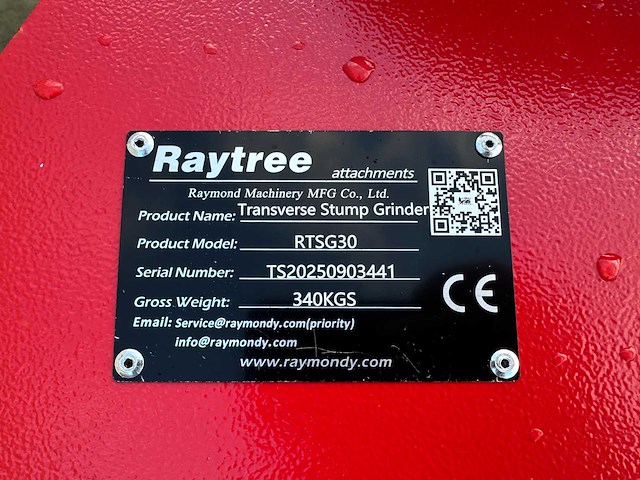 Raytree attachments
Raymond Machinery MFG Co., Ltd.
Product Name: Transverse Stump Grinder
Product Model: RTSG30
Serial Number: TS20250903441
Gross Weight: 340KGS
CE
Email: Service@raymondy.com(priority)
info@raymondy.com
www.raymondy.com